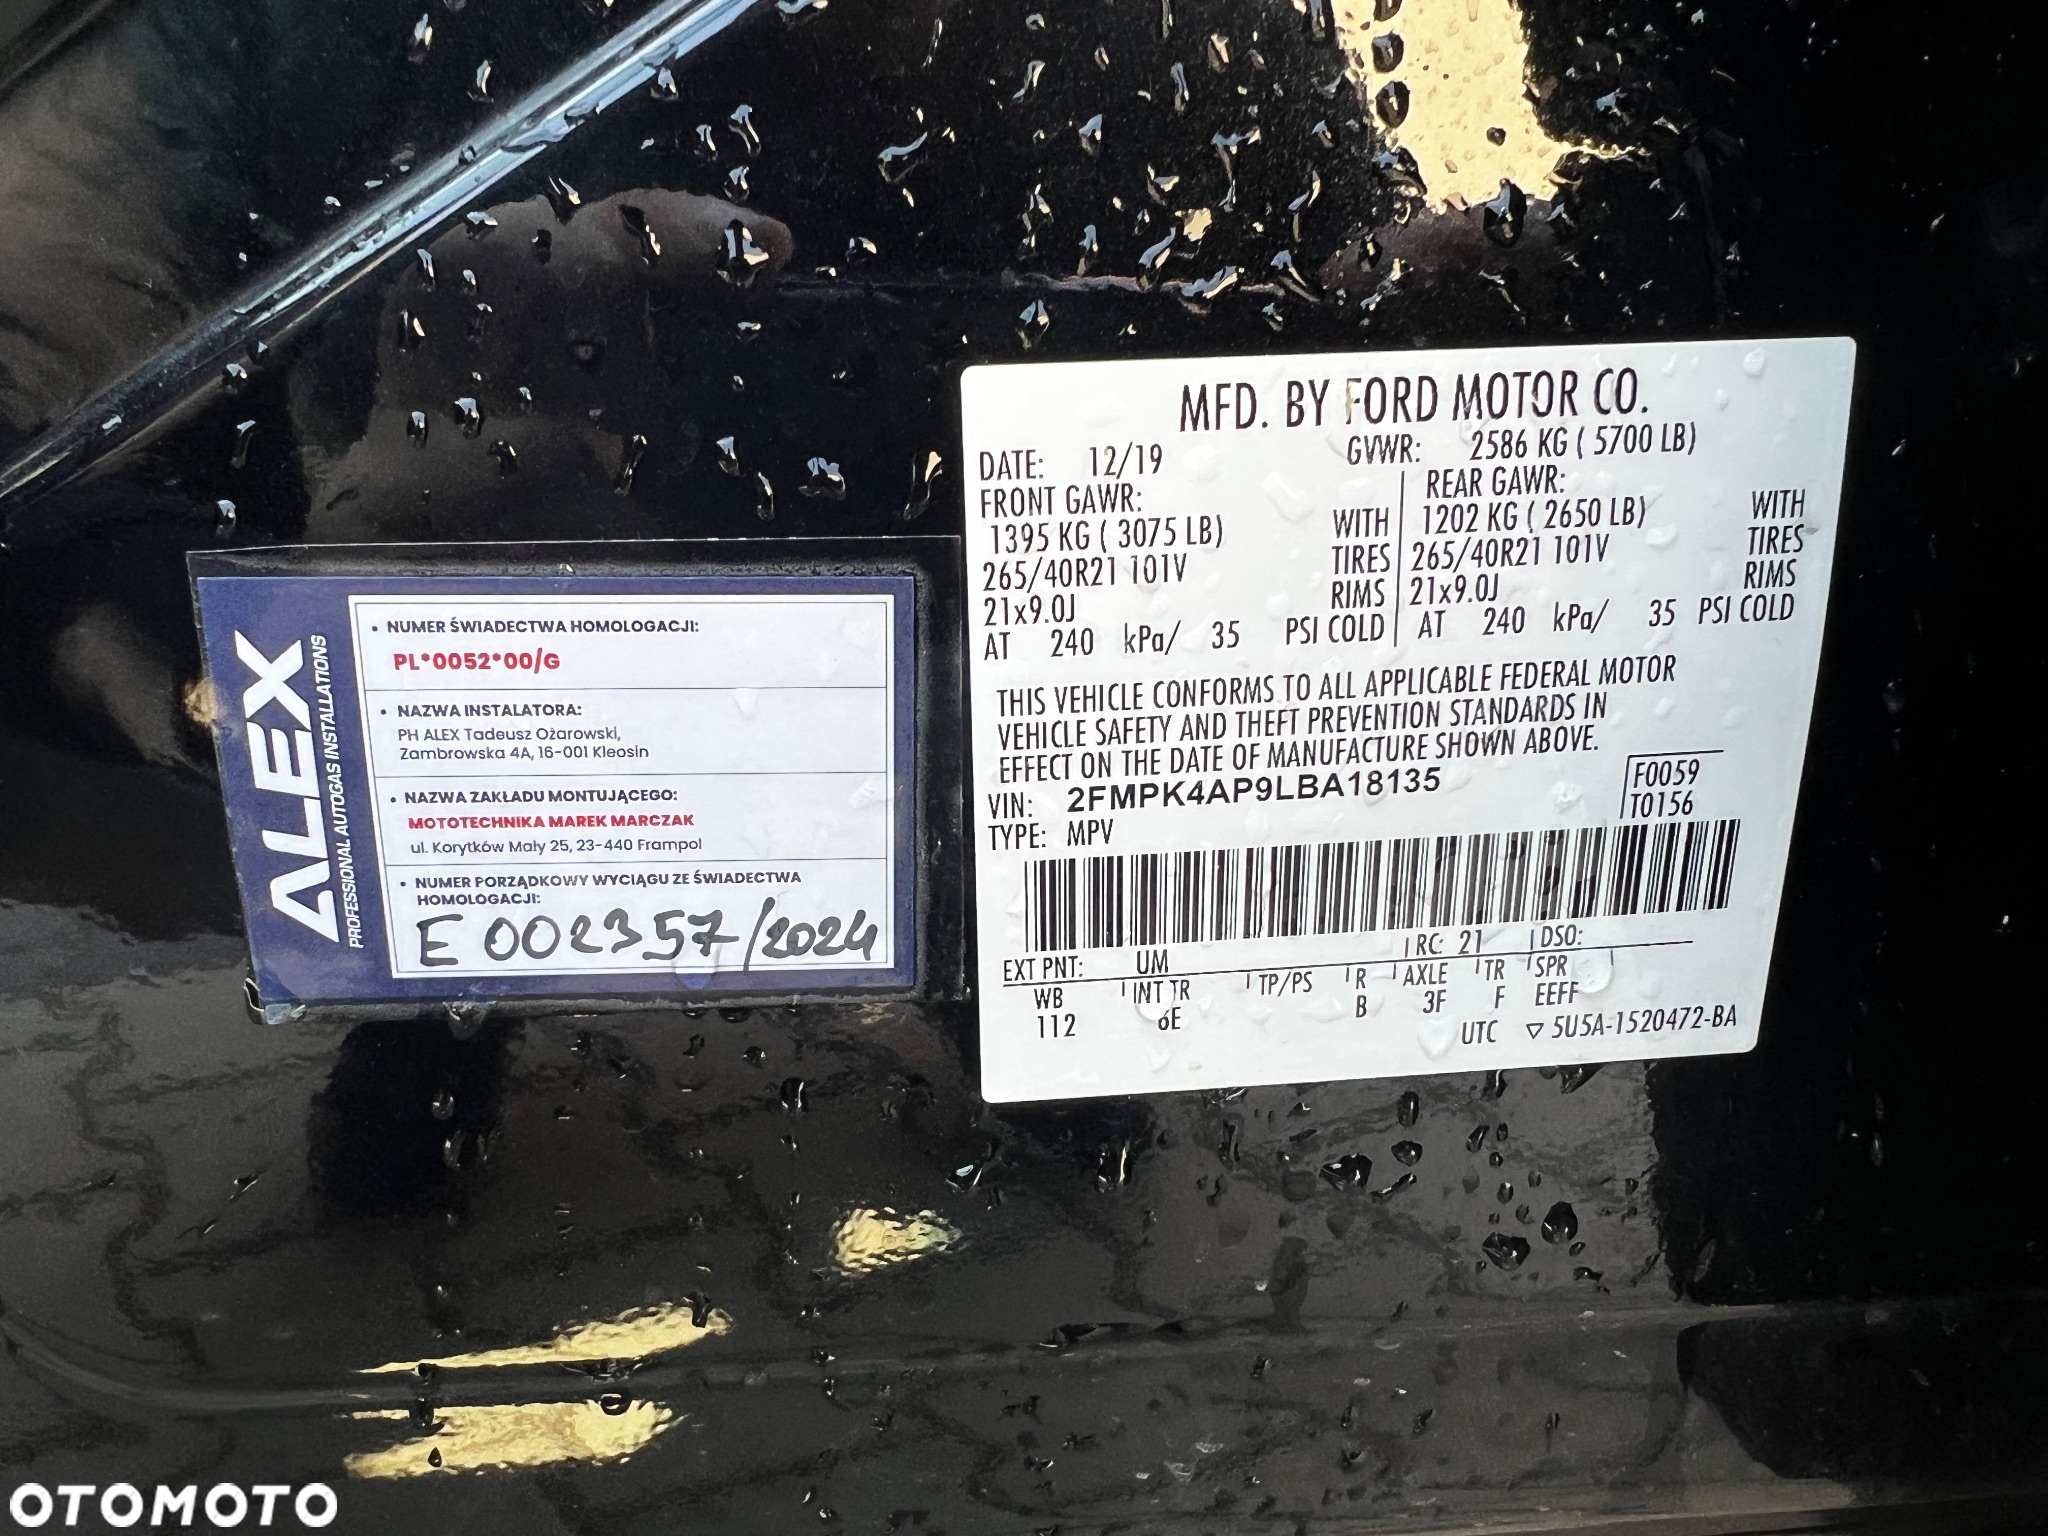 ALEX
PROFESSIONAL AUTOGAS INSTALLATIONS
• NUMER ŚWIADECTWA HOMOLOGACJI:
PL*0052*00/G
• NAZWA INSTALATORA:
PH ALEX Tadeusz Ożarowski,
Zambrowska 4A, 16-001 Kleosin
• NAZWA ZAKŁADU MONTUJĄCEGO:
MOTOTECHNIKA MAREK MARCZAK
ul. Korytków Mały 25, 23-440 Frampol
• NUMER PORZĄDKOWY WYCIĄGU ZE ŚWIADECTWA
HOMOLOGACJI:
E 002357/2024
MFD. BY FORD MOTOR CO.
DATE: 12/19 GVWR: 2586 KG ( 5700 LB)
FRONT GAWR: REAR GAWR:
1395 KG ( 3075 LB) WITH 1202 KG ( 2650 LB) WITH
265/40R21 101V TIRES 265/40R21 101V TIRES
21x9.0J RIMS 21x9.0J RIMS
AT 240 kPa/ 35 PSI COLD AT 240 kPa/ 35 PSI COLD
THIS VEHICLE CONFORMS TO ALL APPLICABLE FEDERAL MOTOR
VEHICLE SAFETY AND THEFT PREVENTION STANDARDS IN
EFFECT ON THE DATE OF MANUFACTURE SHOWN ABOVE.
VIN: 2FMPK4AP9LBA18135 F0059
TYPE: MPV T0156
EXT PNT: UM RC: 21 DSO:
WB INT TR TP/PS R AXLE TR SPR
112 6E B 3F F EEFF
UTC ▽ 5U5A-1520472-BA
OTOMOTO